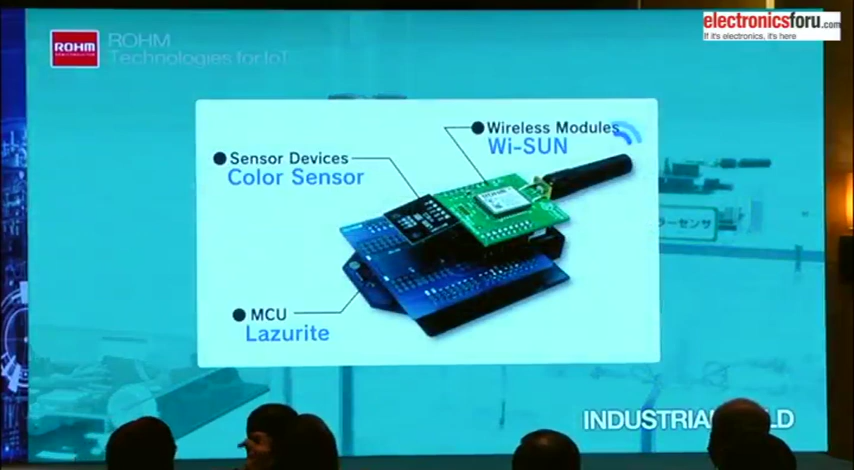 electronicsforu.com
If it's electronics, it's here
ROHM
SEMICONDUCTOR
ROHM
Technologies for IoT
Wireless Modules
Wi-SUN
Sensor Devices
Color Sensor
ラーセンサ
MCU
Lazurite